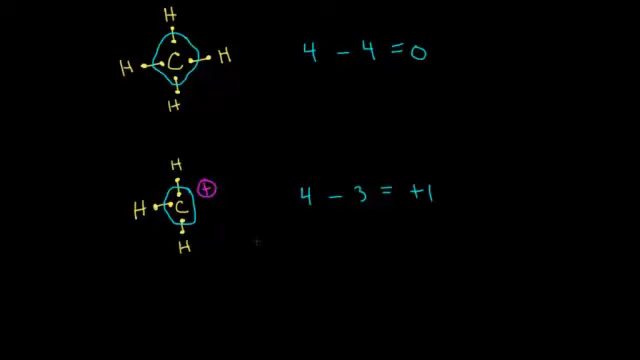 H
H C H
H
4 - 4 = 0
H
H C +
H
4 - 3 = +1